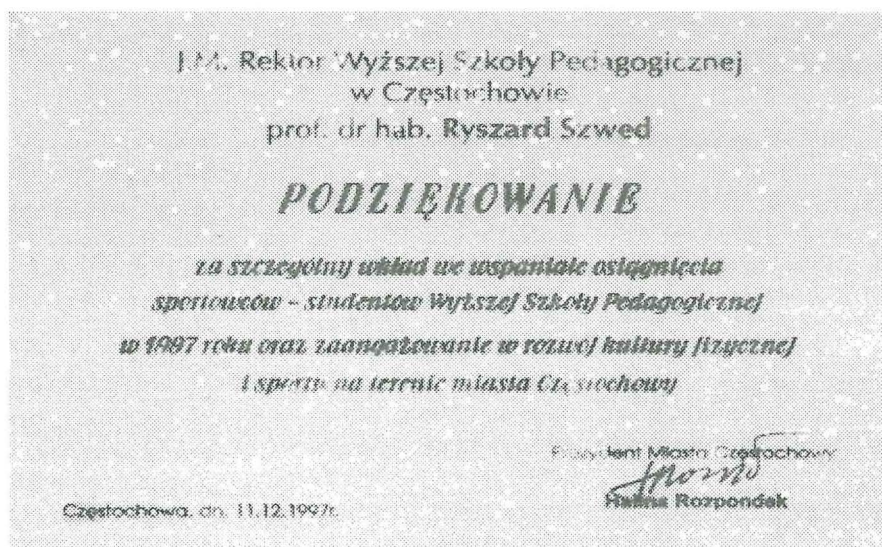 J.M. Rektor Wyższej Szkoły Pedagogicznej
w Częstochowie
prof. dr hab. Ryszard Szwed
PODZIĘKOWANIE
za szczególny wkład we wspaniałe osiągnięcia
sportowców – studentów Wyższej Szkoły Pedagogicznej
w 1997 roku oraz zaangażowanie w rozwój kultury fizycznej
i sportu na terenie miasta Częstochowy
Prezydent Miasta Częstochowy
Halina Rozpondek
Częstochowa, dn. 11.12.1997r.